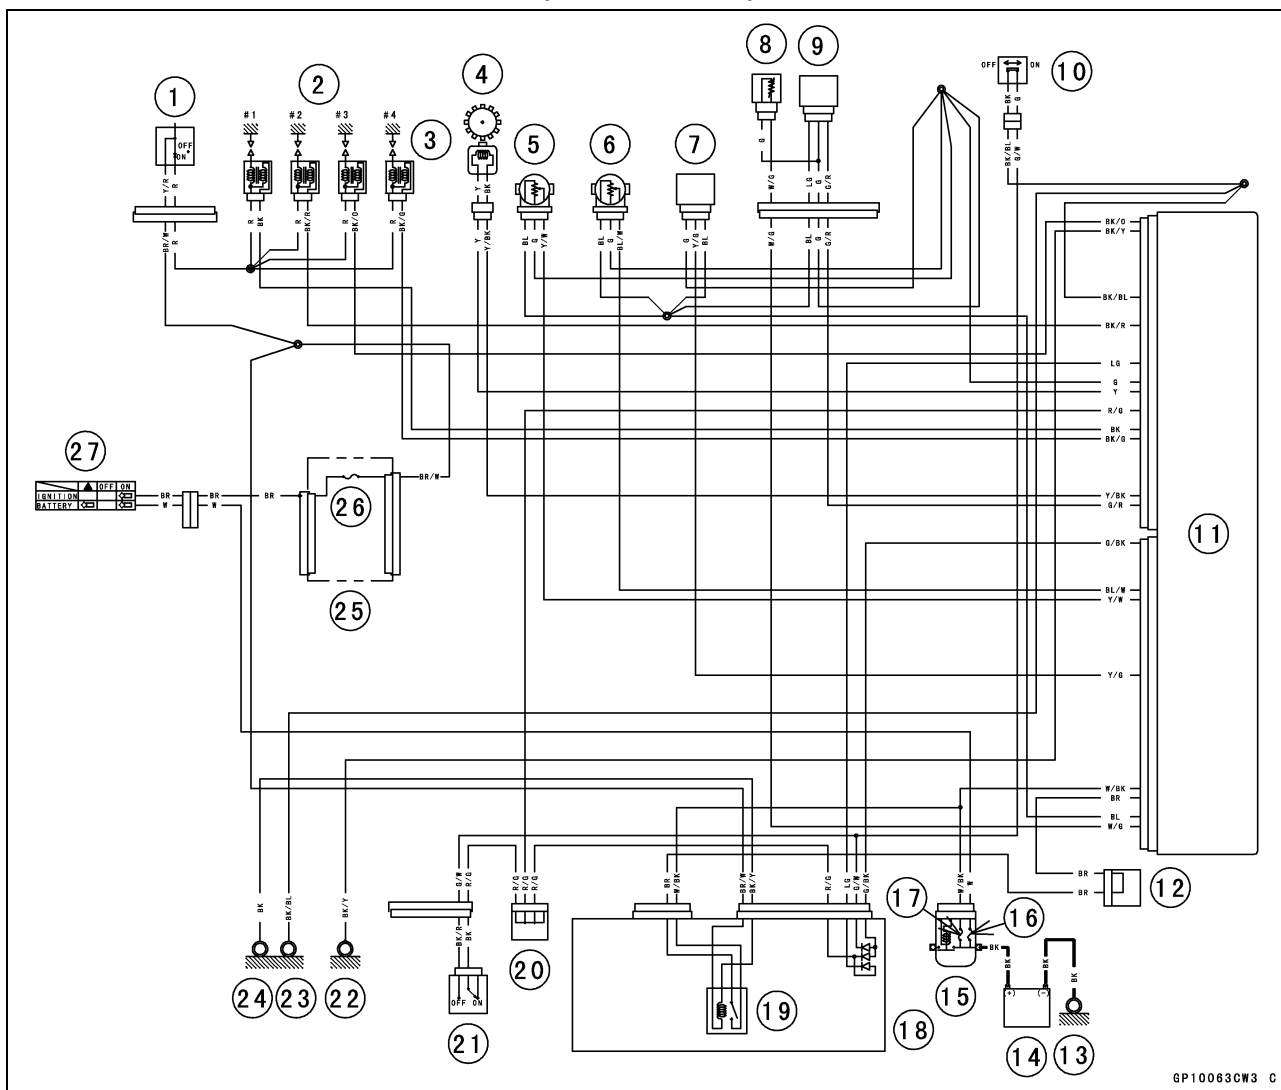 8
9
OFF ON
10
4
2
1
#1 #2 #3 #4
3
5
6
7
OFF
ON
Y/R
R
R
BK
R
BK/R
R
BK/O
R
BK/G
Y
BK
Y
Y/BK
BL
G
Y/W
BL
G
BL/W
G
Y/G
BL
G
W/G
LG
G
G/R
W/G
BL
G
G/R
BK
G
BK/BL
G/W
BR/W
R
BK/O
BK/Y
BK/BL
BK/R
LG
G
Y
R/G
BK
BK/G
Y/BK
G/R
11
G/BK
BL/W
Y/W
Y/G
W/BK
BR
BL
W/G
27
OFF ON
IGNITION
BATTERY
BR BR BR
W W
BR/W
26
25
BR
BR
12
BK
BK/BL
BK/Y
G/W
R/G
R/G
R/G
R/G
BR
W/BK
BR/W
BK/Y
R/G
LG
G/W
G/BK
W/BK
W
17
16
BK/R
BK
BK
BK
BK
(+) (-)
24
23
22
OFF ON
21
20
19
18
15
14
13
GP10063CW3 C